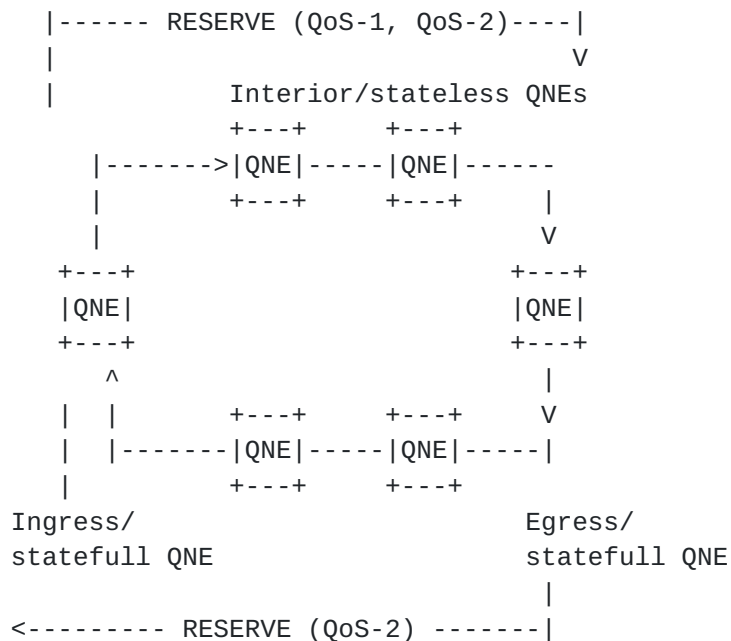 |------ RESERVE (QoS-1, QoS-2)----|
|                                 V
|           Interior/stateless QNEs
+---+     +---+
|------->|QNE|-----|QNE|------
|        +---+     +---+     |
|                            V
+---+                       +---+
|QNE|                       |QNE|
+---+                       +---+
^                           |
|  |       +---+     +---+     V
|  |-------|QNE|-----|QNE|-----|
|          +---+     +---+
Ingress/                    Egress/
statefull QNE               statefull QNE
|
<--------- RESERVE (QoS-2) -------|